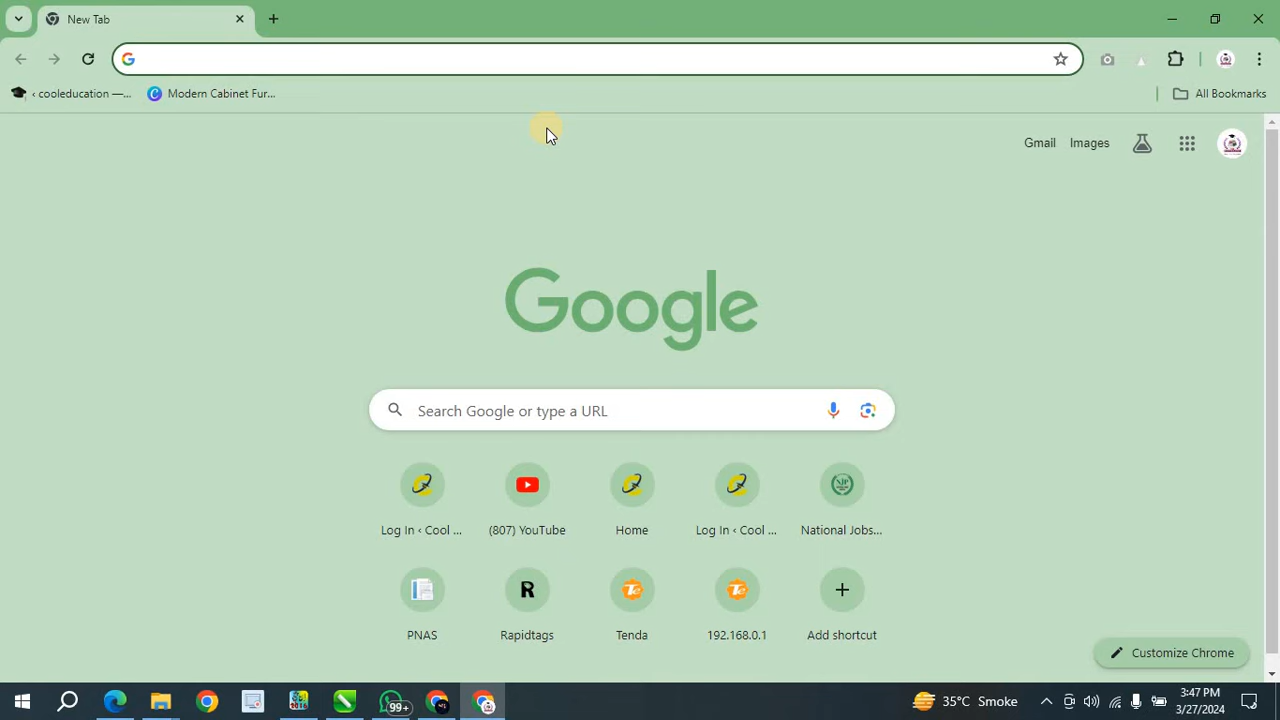 New Tab
‹ cooleducation —...
Modern Cabinet Fur...
All Bookmarks
Gmail
Images
Google
Search Google or type a URL
Log In ‹ Cool ...
(807) YouTube
Home
Log In ‹ Cool ...
National Jobs...
PNAS
Rapidtags
Tenda
192.168.0.1
Add shortcut
Customize Chrome
99+
35°C Smoke
3:47 PM
3/27/2024